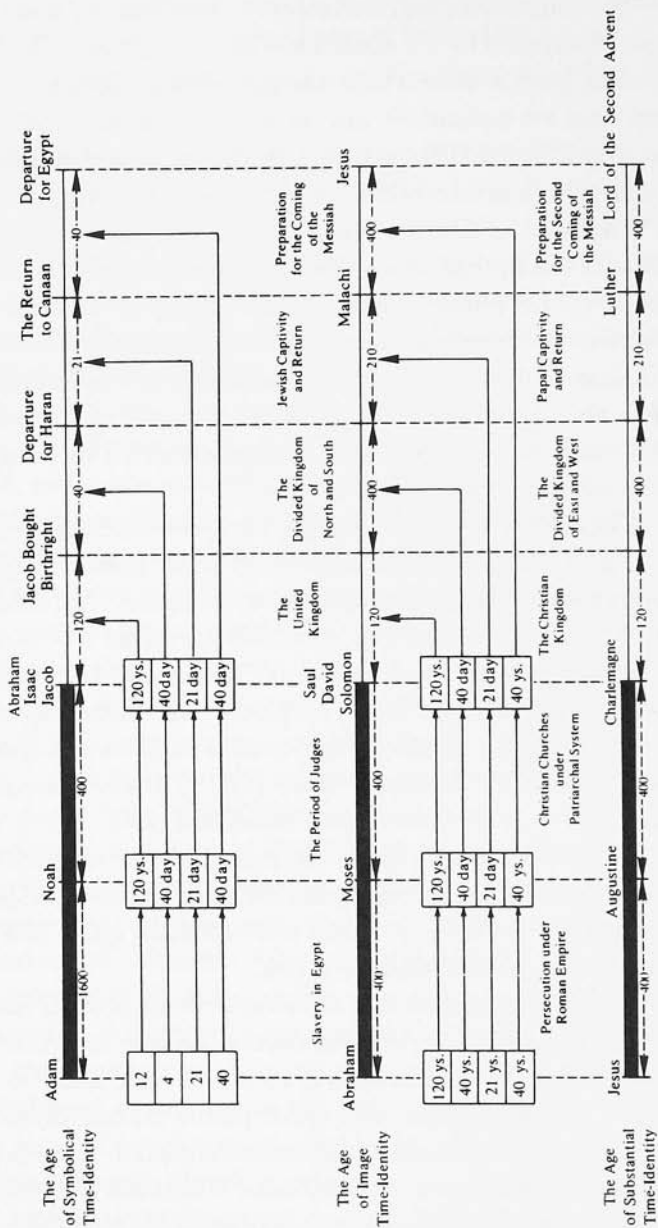 The Age
of Symbolical
Time-Identity
Adam
Noah
Abraham
Isaac
Jacob
Jacob Bought
Birthright
Departure
for Haran
The Return
to Canaan
Departure
for Egypt
1600
400
120
40
21
40
12
4
21
40
120 ys.
40 day
21 day
40 day
120 ys.
40 day
21 day
40 day
Slavery in Egypt
The Period of Judges
The
United
Kingdom
The
Divided Kingdom
of
North and South
Jewish Captivity
and Return
Preparation
for the Coming
of the
Messiah
The Age
of Image
Time-Identity
Abraham
Moses
Saul
David
Solomon
Malachi
Jesus
400
400
120
400
210
400
120 ys.
40 ys.
21 ys.
40 ys.
120 ys.
40 day
21 day
40 ys.
120 ys.
40 day
21 day
40 ys.
Persecution under
Roman Empire
Christian Churches
under
Patriarchal System
The Christian
Kingdom
The
Divided Kingdom
of East and West
Papal Captivity
and Return
Preparation
for the Second
Coming of
the Messiah
The Age
of Substantial
Time-Identity
Jesus
Augustine
Charlemagne
Luther
Lord of the Second Advent
400
400
120
400
210
400